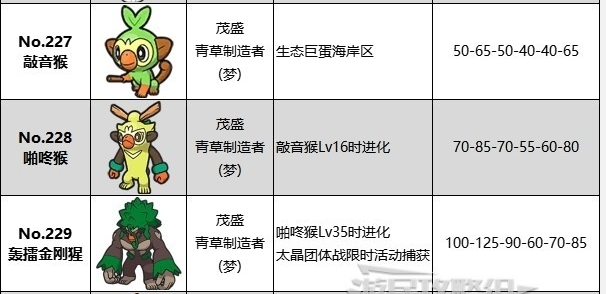 No.227
敲音猴
茂盛
青草制造者
(梦)
生态巨蛋海岸区
50-65-50-40-40-65
No.228
啪咚猴
茂盛
青草制造者
(梦)
敲音猴Lv16时进化
70-85-70-55-60-80
No.229
轰擂金刚猩
茂盛
青草制造者
(梦)
啪咚猴Lv35时进化
太晶团体战限时活动捕获
100-125-90-60-70-85